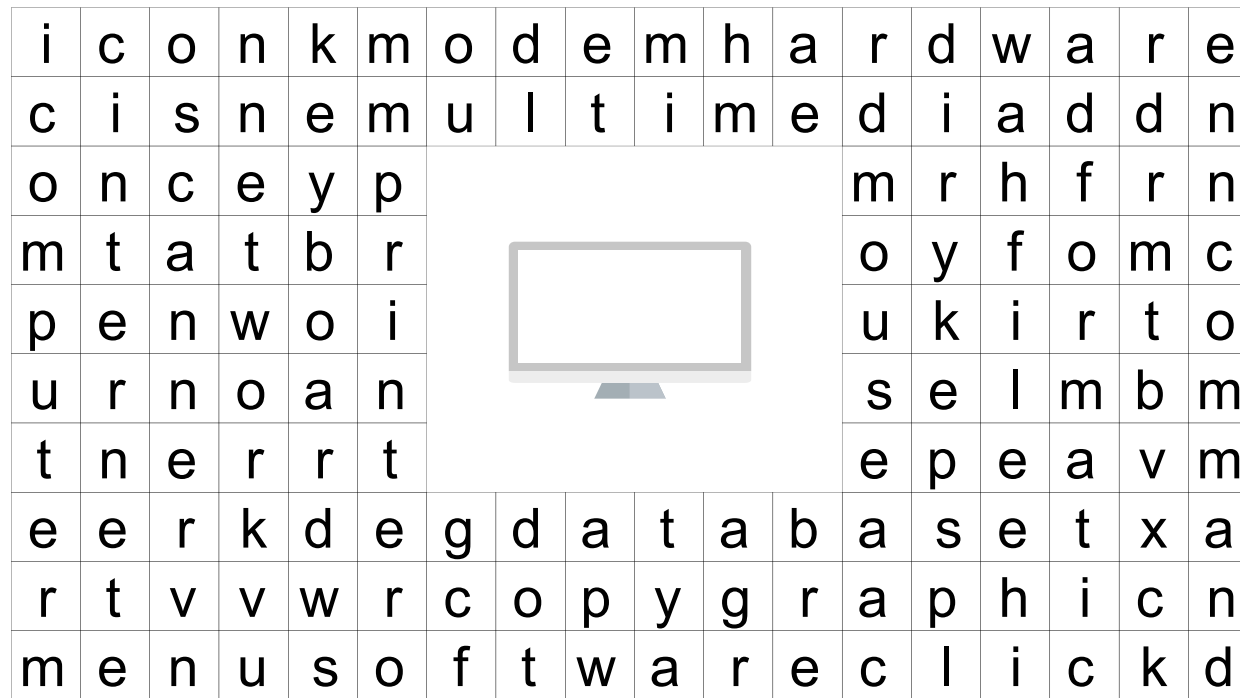 i c o n k m o d e m h a r d w a r e
c i s n e m u l t i m e d i a d d n
o n c e y p m r h f r n
m t a t b r o y f o m c
p e n w o i u k i r t o
u r n o a n s e l m b m
t n e r r t e p e a v m
e e r k d e g d a t a b a s e t x a
r t v v w r c o p y g r a p h i c n
m e n u s o f t w a r e c l i c k d